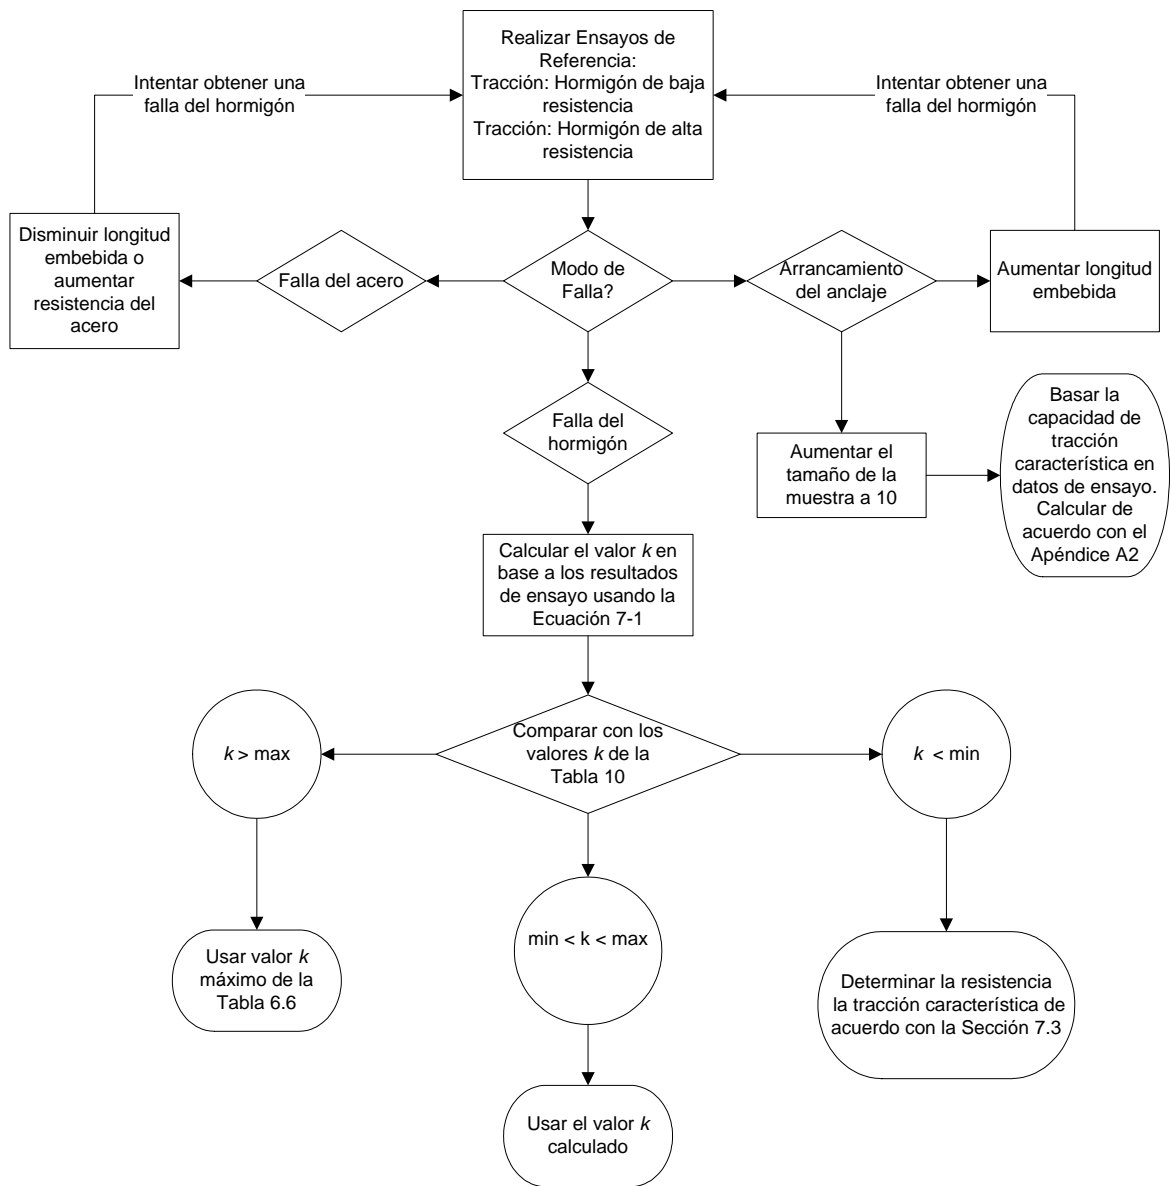 Realizar Ensayos de
Referencia:
Tracción: Hormigón de baja
resistencia
Tracción: Hormigón de alta
resistencia
Intentar obtener una
falla del hormigón
Intentar obtener una
falla del hormigón
Disminuir longitud
embebida o
aumentar
resistencia del
acero
Falla del acero
Modo de
Falla?
Arrancamiento
del anclaje
Aumentar longitud
embebida
Falla del
hormigón
Aumentar el
tamaño de la
muestra a 10
Basar la
capacidad de
tracción
característica en
datos de ensayo.
Calcular de
acuerdo con el
Apéndice A2
Calcular el valor k en
base a los resultados
de ensayo usando la
Ecuación 7-1
Comparar con los
valores k de la
Tabla 10
k > max
k < min
min < k < max
Usar valor k
máximo de la
Tabla 6.6
Determinar la resistencia
la tracción característica de
acuerdo con la Sección 7.3
Usar el valor k
calculado